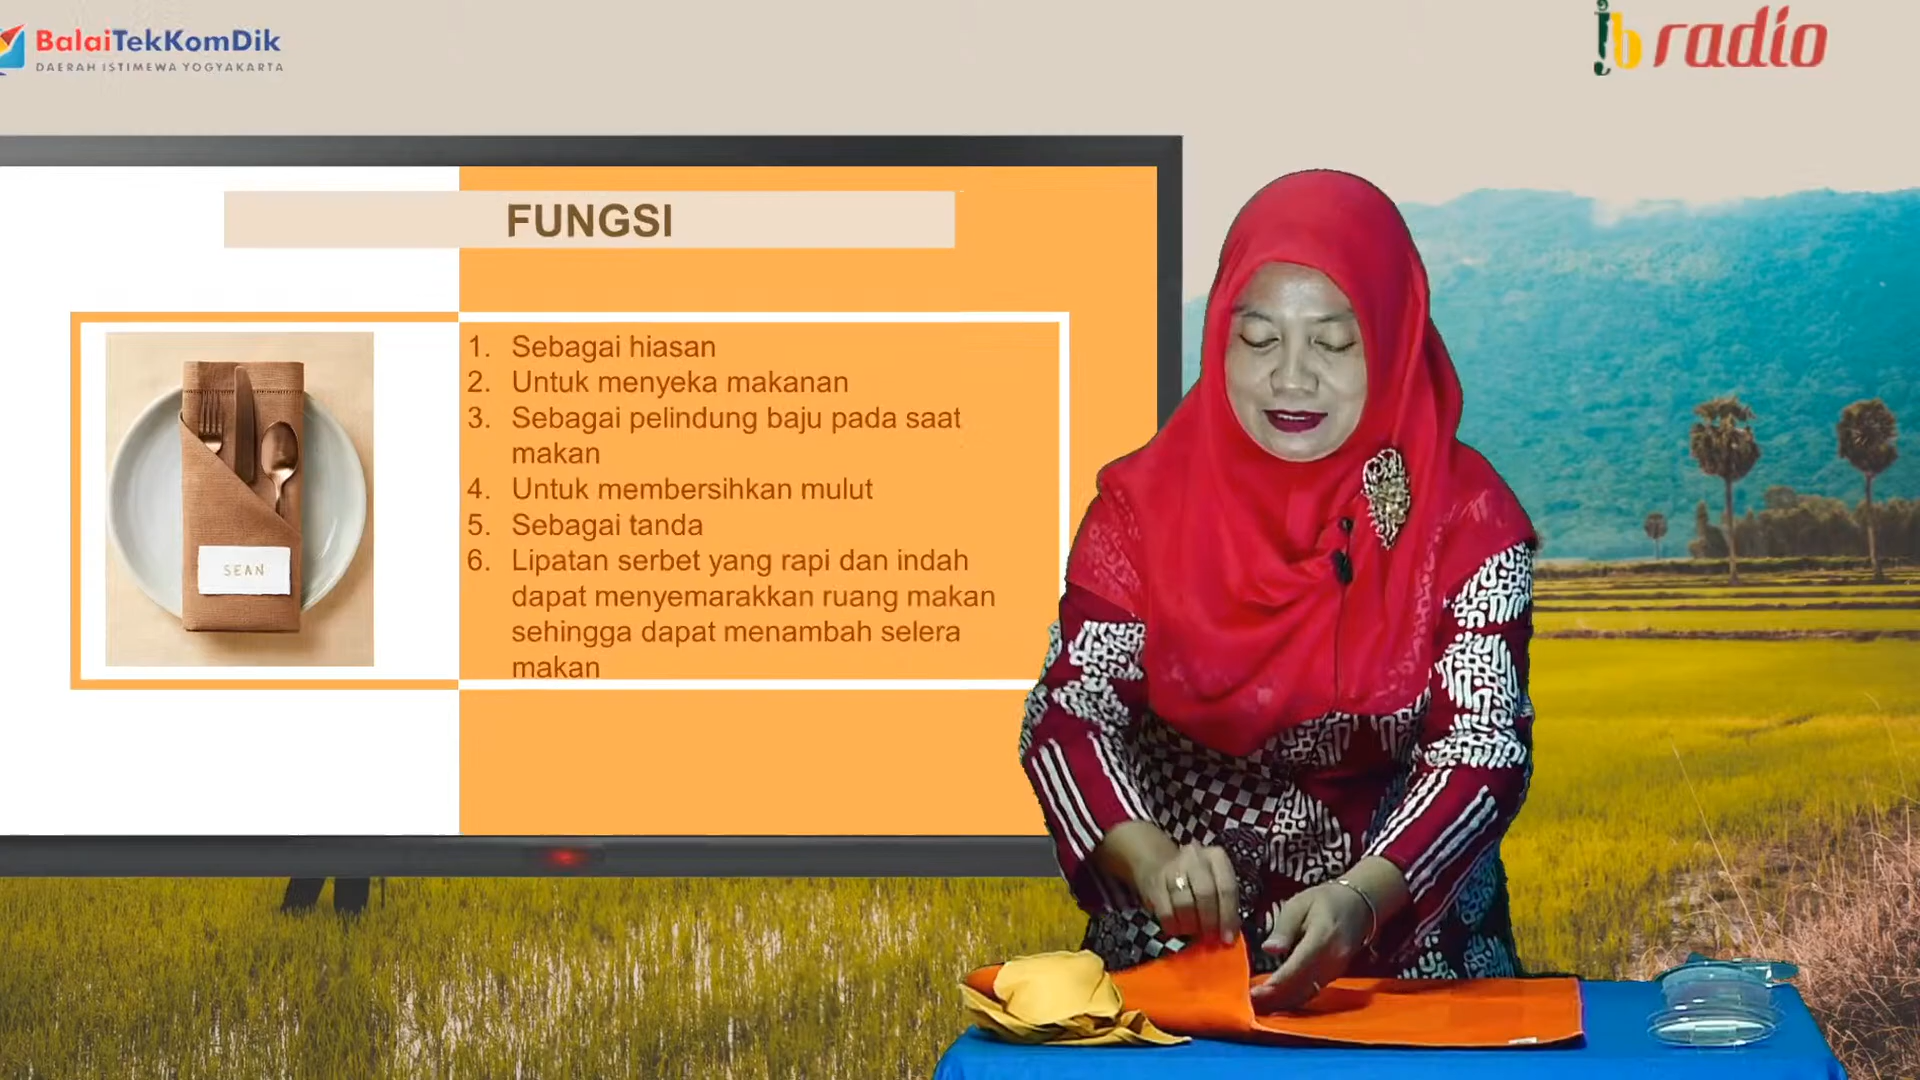 BalaiTekKomDik
DAERAH ISTIMEWA YOGYAKARTA
jb radio
FUNGSI
1. Sebagai hiasan
2. Untuk menyeka makanan
3. Sebagai pelindung baju pada saat
makan
4. Untuk membersihkan mulut
5. Sebagai tanda
6. Lipatan serbet yang rapi dan indah
dapat menyemarakkan ruang makan
sehingga dapat menambah selera
makan
SEAN